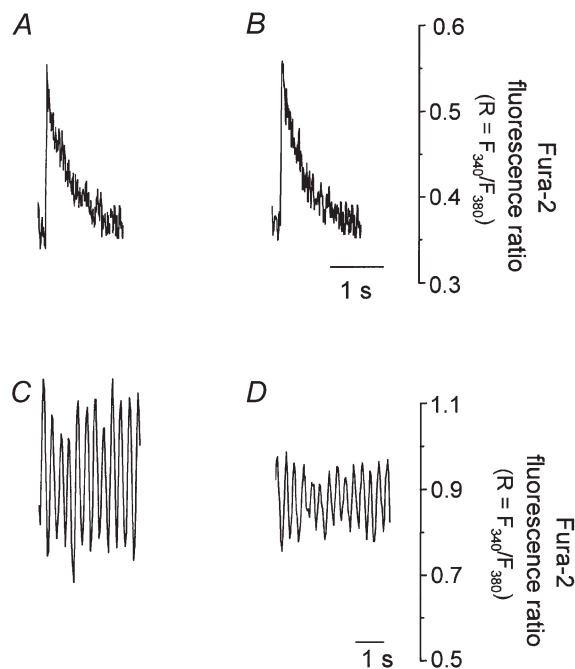 A
B
0.6
0.5
0.4
0.3
Fura-2
fluorescence ratio
(R = F₃₄₀/F₃₈₀)
1 s
C
D
1.1
0.9
0.7
0.5
Fura-2
fluorescence ratio
(R = F₃₄₀/F₃₈₀)
1 s